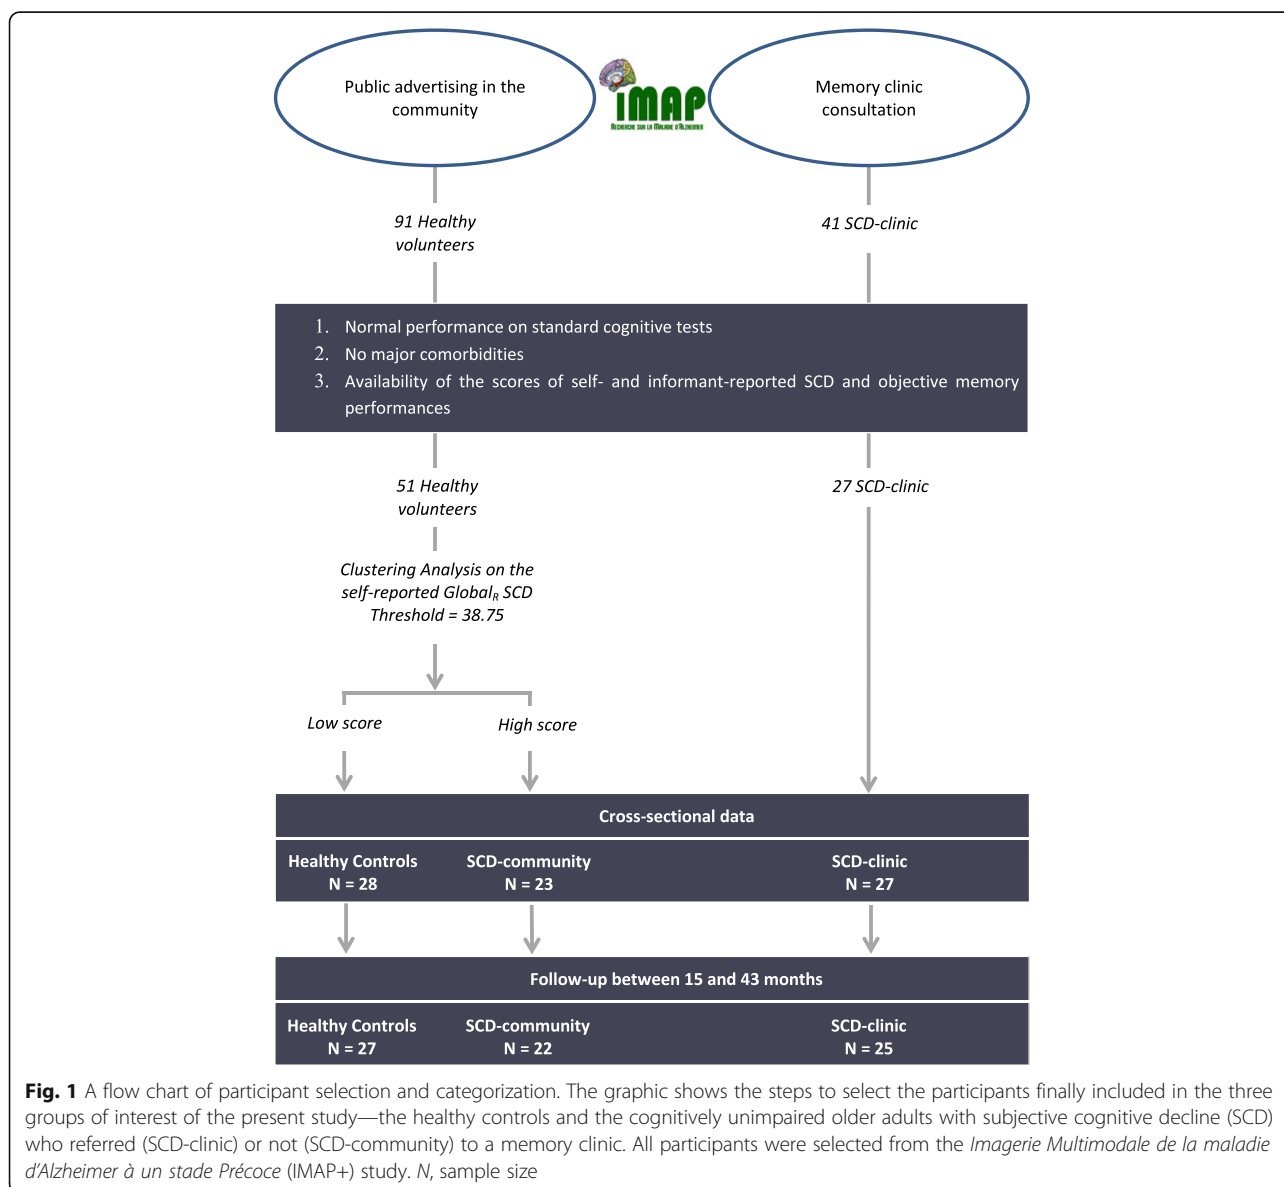 Public advertising in the
community
iMAP
RECHERCHE SUR LA MALADIE D'ALZHEIMER
Memory clinic
consultation
91 Healthy
volunteers
41 SCD-clinic
1. Normal performance on standard cognitive tests
2. No major comorbidities
3. Availability of the scores of self- and informant-reported SCD and objective memory
performances
51 Healthy
volunteers
27 SCD-clinic
Clustering Analysis on the
self-reported Global_R SCD
Threshold = 38.75
Low score
High score
Cross-sectional data
Healthy Controls
N = 28
SCD-community
N = 23
SCD-clinic
N = 27
Follow-up between 15 and 43 months
Healthy Controls
N = 27
SCD-community
N = 22
SCD-clinic
N = 25
Fig. 1 A flow chart of participant selection and categorization. The graphic shows the steps to select the participants finally included in the three
groups of interest of the present study—the healthy controls and the cognitively unimpaired older adults with subjective cognitive decline (SCD)
who referred (SCD-clinic) or not (SCD-community) to a memory clinic. All participants were selected from the Imagerie Multimodale de la maladie
d'Alzheimer à un stade Précoce (IMAP+) study. N, sample size